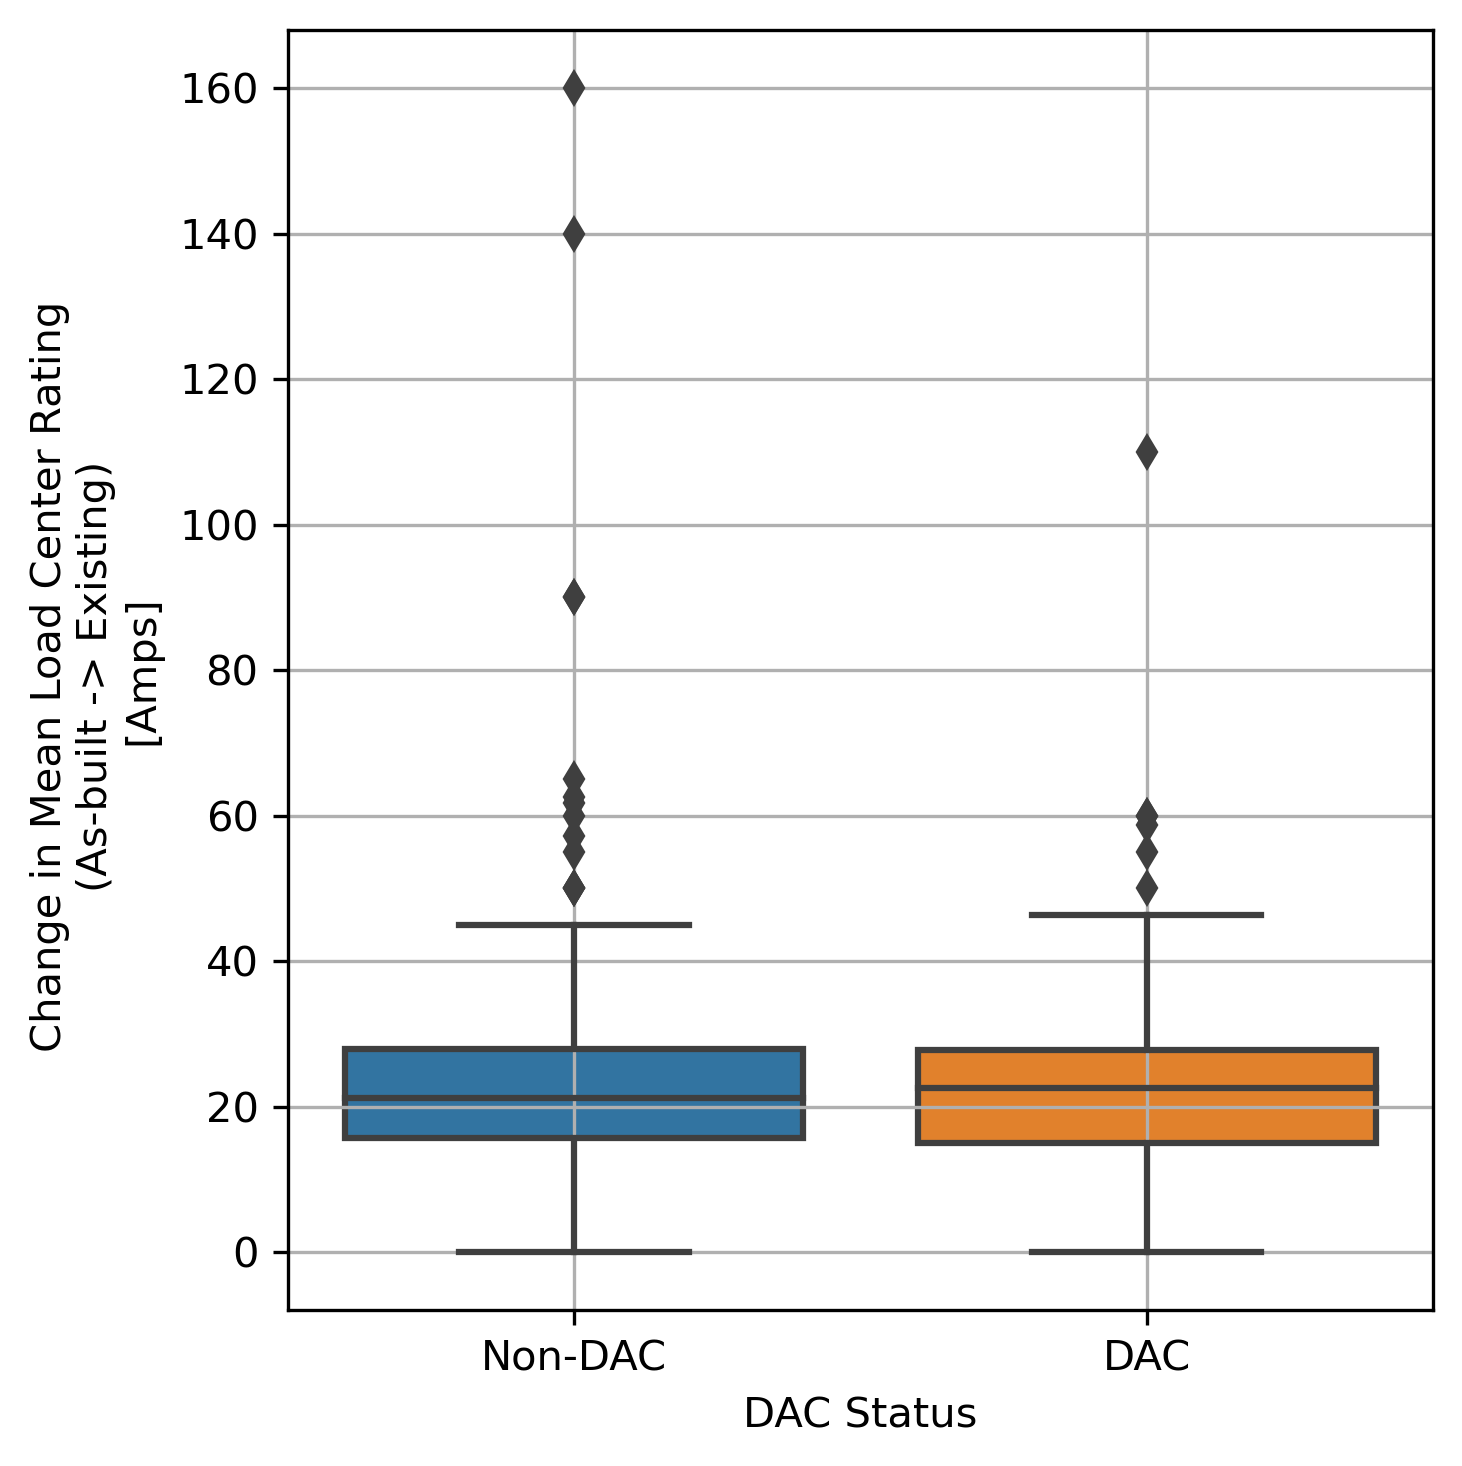 Change in Mean Load Center Rating
(As-built -> Existing)
[Amps]
160
140
120
100
80
60
40
20
0
Non-DAC
DAC
DAC Status